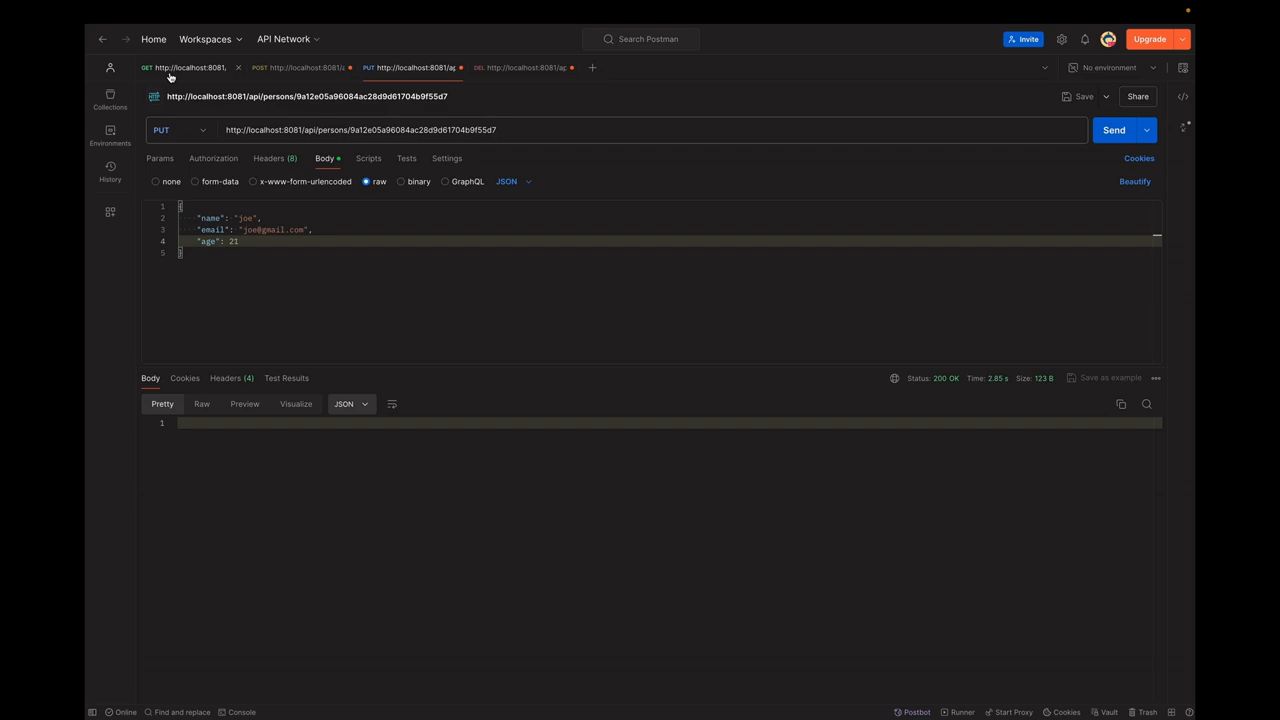 Home Workspaces API Network Search Postman Invite Upgrade
GET http://localhost:8081, POST http://localhost:8081/a PUT http://localhost:8081/ap DEL http://localhost:8081/ap No environment
http://localhost:8081/api/persons/9a12e05a96084ac28d9d61704b9f55d7 Save Share
Collections
PUT http://localhost:8081/api/persons/9a12e05a96084ac28d9d61704b9f55d7 Send
Environments
Params Authorization Headers (8) Body Scripts Tests Settings Cookies
History
none form-data x-www-form-urlencoded raw binary GraphQL JSON Beautify
1 {
2 "name": "joe",
3 "email": "joe@gmail.com",
4 "age": 21
5 }
Body Cookies Headers (4) Test Results Status: 200 OK Time: 2.85 s Size: 123 B Save as example
Pretty Raw Preview Visualize JSON
1
Online Find and replace Console Postbot Runner Start Proxy Cookies Vault Trash